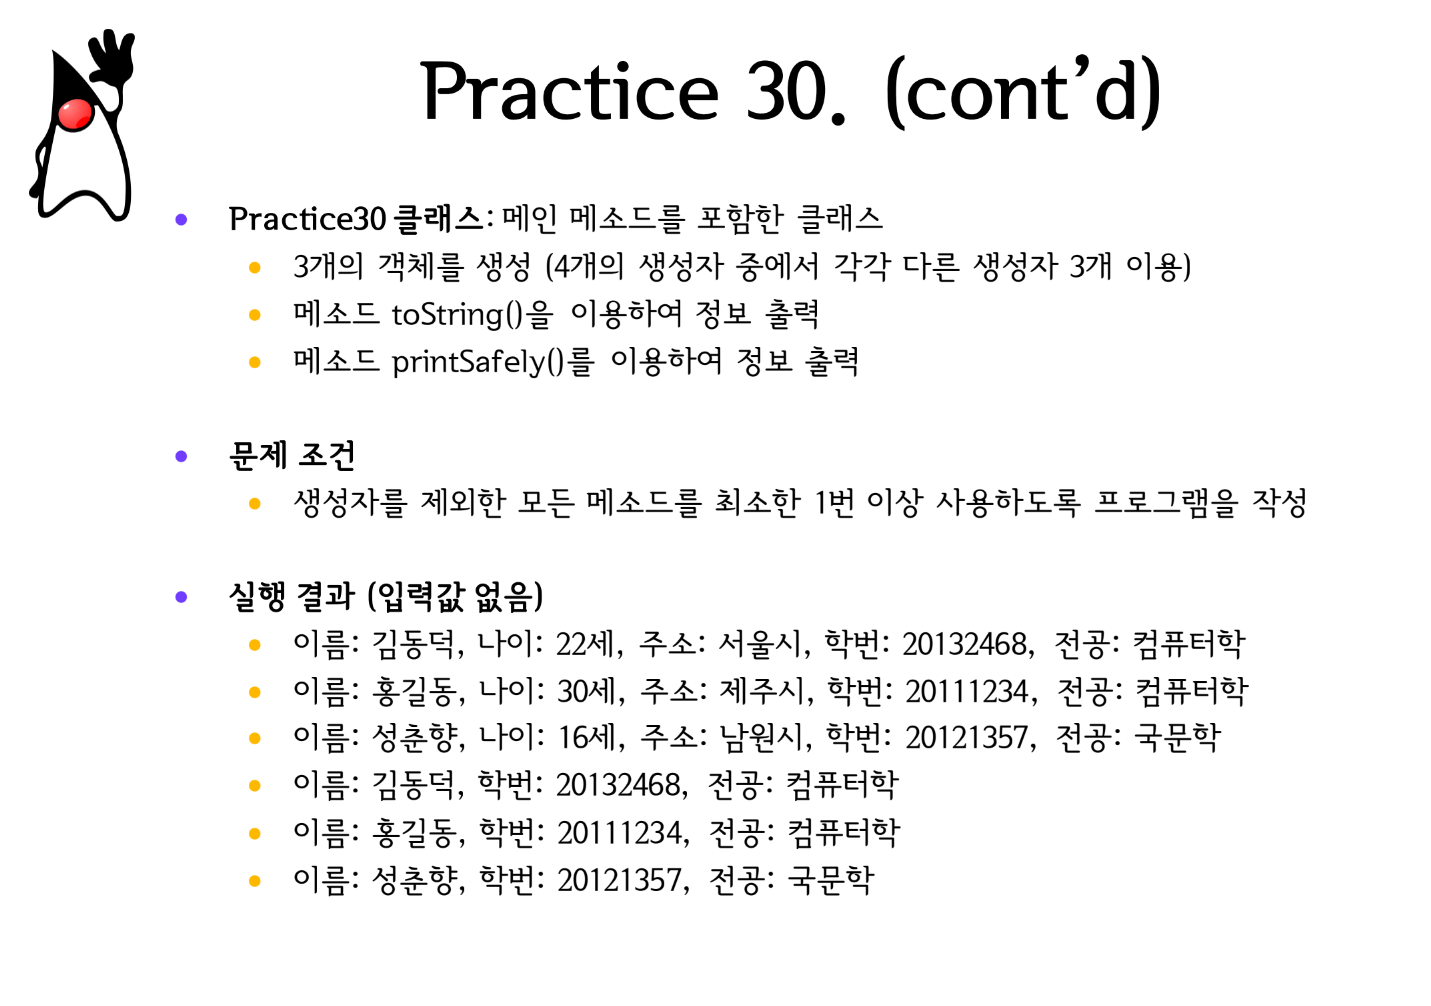 Practice 30. (cont’d)
Practice30 클래스: 메인 메소드를 포함한 클래스
3개의 객체를 생성 (4개의 생성자 중에서 각각 다른 생성자 3개 이용)
메소드 toString()을 이용하여 정보 출력
메소드 printSafely()를 이용하여 정보 출력
문제 조건
생성자를 제외한 모든 메소드를 최소한 1번 이상 사용하도록 프로그램을 작성
실행 결과 (입력값 없음)
이름: 김동덕, 나이: 22세, 주소: 서울시, 학번: 20132468, 전공: 컴퓨터학
이름: 홍길동, 나이: 30세, 주소: 제주시, 학번: 20111234, 전공: 컴퓨터학
이름: 성춘향, 나이: 16세, 주소: 남원시, 학번: 20121357, 전공: 국문학
이름: 김동덕, 학번: 20132468, 전공: 컴퓨터학
이름: 홍길동, 학번: 20111234, 전공: 컴퓨터학
이름: 성춘향, 학번: 20121357, 전공: 국문학